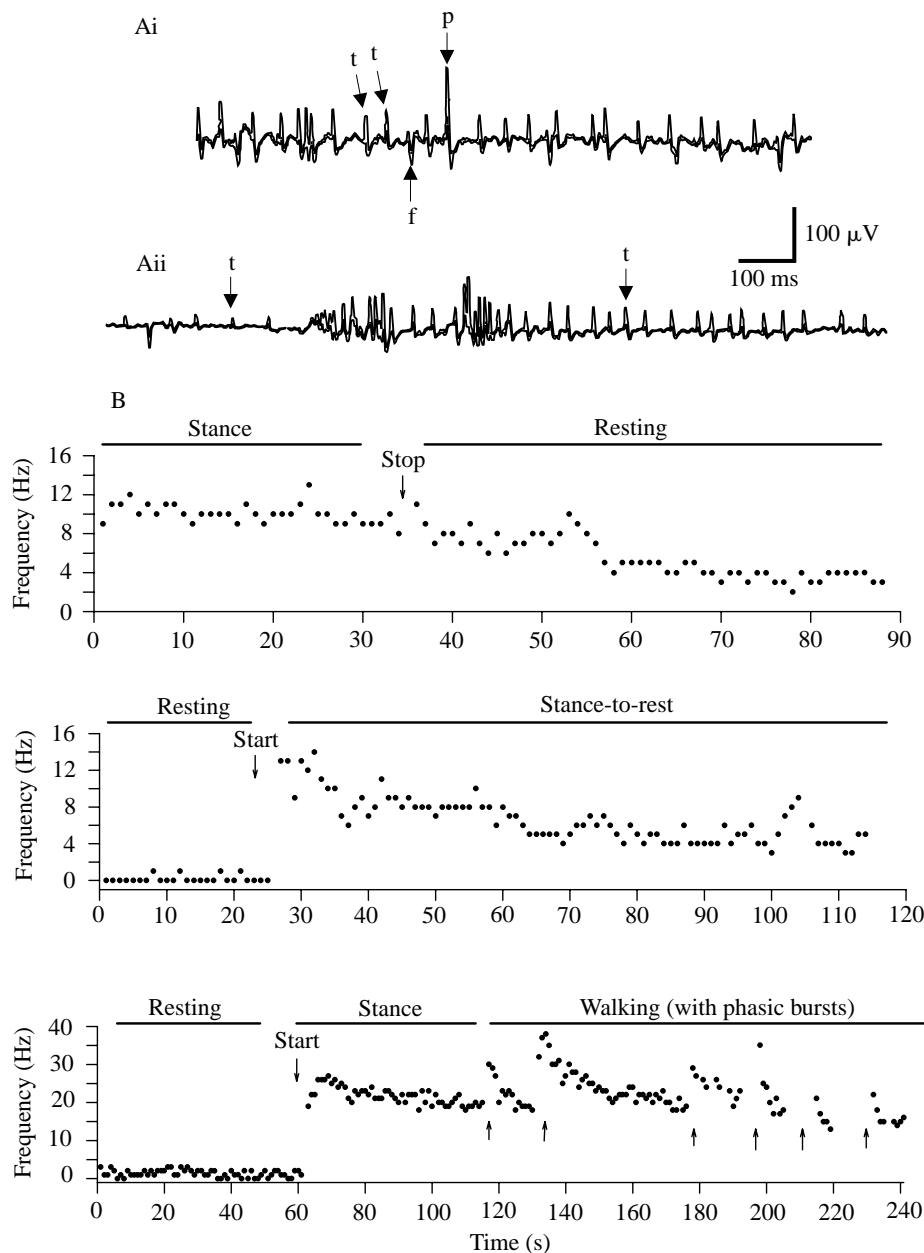 Ai
p
t t
f
100 µV
100 ms
Aii
t t
B
Stance Resting
Stop
Frequency (Hz)
16
12
8
4
0
0 10 20 30 40 50 60 70 80 90
Resting Stance-to-rest
Start
Frequency (Hz)
16
12
8
4
0
0 10 20 30 40 50 60 70 80 90 100 110 120
Resting Stance Walking (with phasic bursts)
Start
Frequency (Hz)
40
30
20
10
0
0 20 40 60 80 100 120 140 160 180 200 220 240
Time (s)